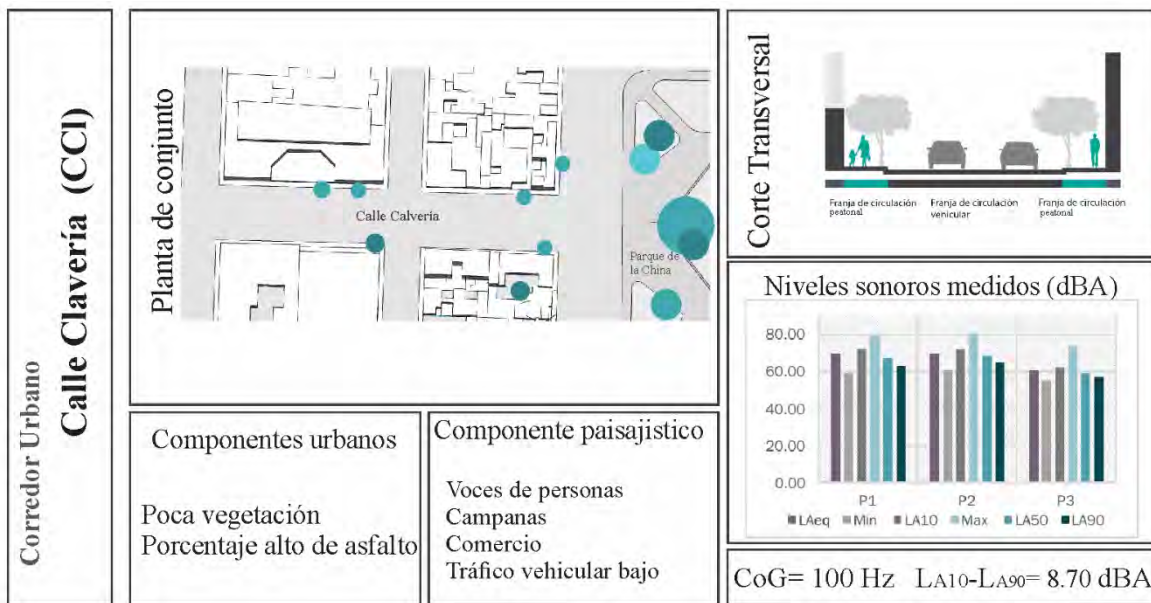 Corredor Urbano
Calle Clavería (CCl)
Planta de conjunto
Calle Calvería
Parque de
la China
Corte Transversal
Franja de circulación
peatonal
Franja de circulación
vehicular
Franja de circulación
peatonal
Niveles sonoros medidos (dBA)
80.00
60.00
40.00
20.00
0.00
P1
P2
P3
LAeq Min LA10 Max LA50 LA90
Componentes urbanos
Poca vegetación
Porcentaje alto de asfalto
Componente paisajistico
Voces de personas
Campanas
Comercio
Tráfico vehicular bajo
CoG= 100 Hz LA10-LA90= 8.70 dBA